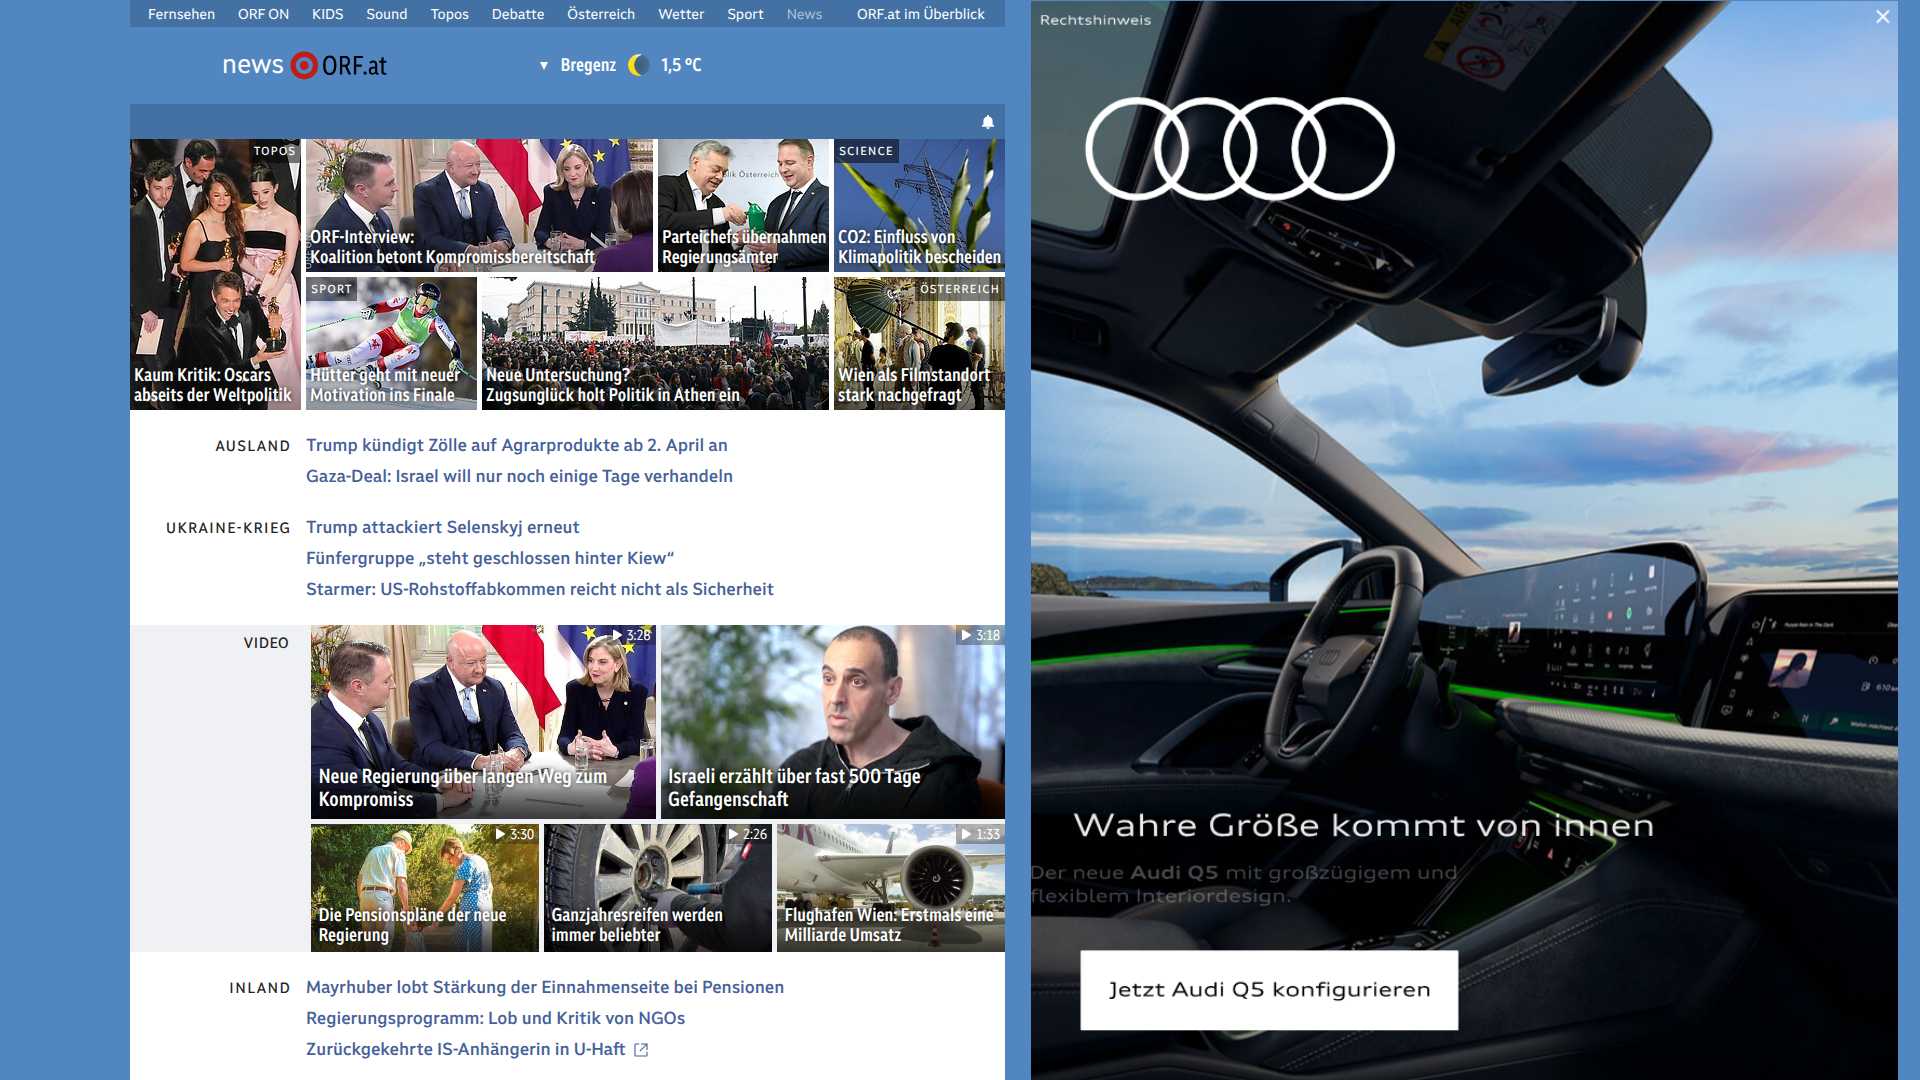 Fernsehen ORF ON KIDS Sound Topos Debatte Österreich Wetter Sport News ORF.at im Überblick
news ORF.at
Bregenz 1,5 °C
TOPOS
Kaum Kritik: Oscars
abseits der Weltpolitik
ORF-Interview:
Koalition betont Kompromissbereitschaft
Parteichefs übernahmen
Regierungsämter
SCIENCE
CO2: Einfluss von
Klimapolitik bescheiden
SPORT
Hütter geht mit neuer
Motivation ins Finale
Neue Untersuchung?
Zugsunglück holt Politik in Athen ein
ÖSTERREICH
Wien als Filmstandort
stark nachgefragt
AUSLAND
Trump kündigt Zölle auf Agrarprodukte ab 2. April an
Gaza-Deal: Israel will nur noch einige Tage verhandeln
UKRAINE-KRIEG
Trump attackiert Selenskyj erneut
Fünfergruppe „steht geschlossen hinter Kiew“
Starmer: US-Rohstoffabkommen reicht nicht als Sicherheit
VIDEO
3:28
Neue Regierung über langen Weg zum
Kompromiss
3:18
Israeli erzählt über fast 500 Tage
Gefangenschaft
3:30
Die Pensionspläne der neue
Regierung
2:26
Ganzjahresreifen werden
immer beliebter
1:33
Flughafen Wien: Erstmals eine
Milliarde Umsatz
INLAND
Mayrhuber lobt Stärkung der Einnahmenseite bei Pensionen
Regierungsprogramm: Lob und Kritik von NGOs
Zurückgekehrte IS-Anhängerin in U-Haft
Rechtshinweis
Wahre Größe kommt von innen
Der neue Audi Q5 mit großzügigem und
flexiblem Interiordesign.
Jetzt Audi Q5 konfigurieren